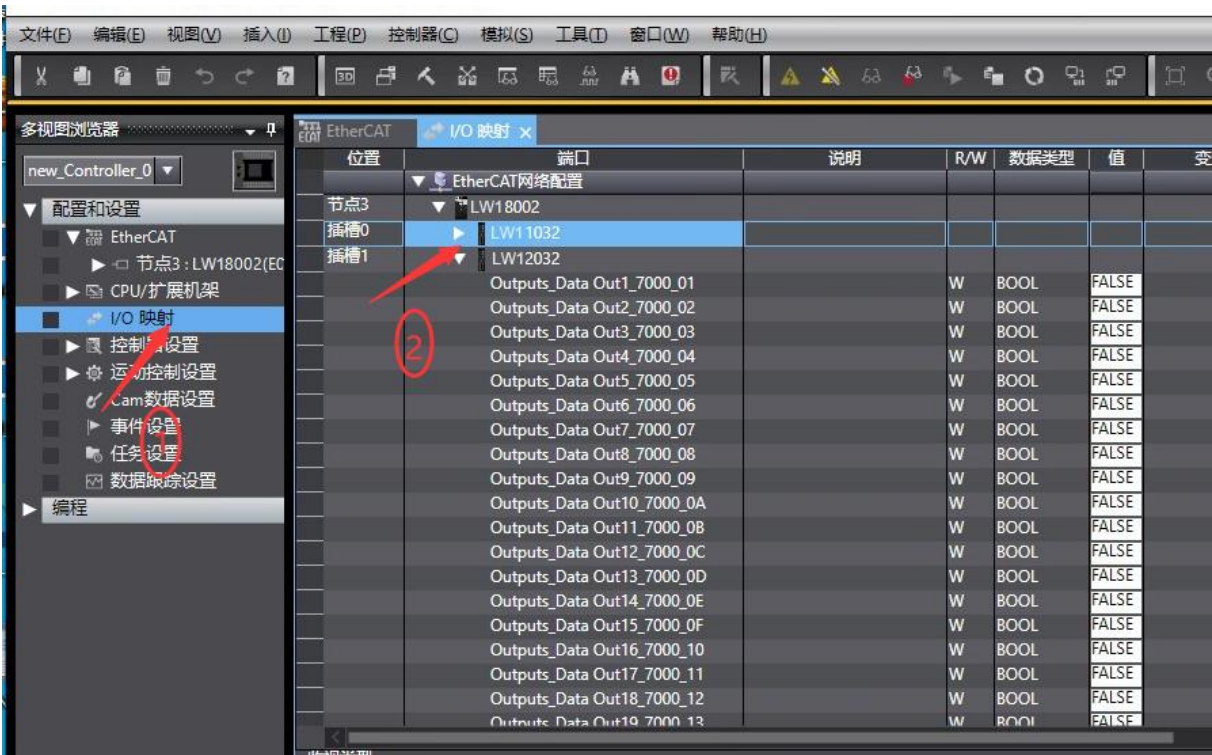 文件(F) 编辑(E) 视图(V) 插入(I) 工程(P) 控制器(C) 模拟(S) 工具(T) 窗口(W) 帮助(H)
多视图浏览器
new_Controller_0
配置和设置
EtherCAT
节点3 : LW18002(E0
CPU/扩展机架
I/O 映射
控制器设置
运动控制设置
Cam数据设置
事件设置
任务设置
数据跟踪设置
编程
1
EtherCAT I/O 映射
位置 端口 说明 R/W 数据类型 值 变
EtherCAT网络配置
节点3 LW18002
插槽0 LW11032
插槽1 LW12032
Outputs_Data Out1_7000_01 W BOOL FALSE
Outputs_Data Out2_7000_02 W BOOL FALSE
Outputs_Data Out3_7000_03 W BOOL FALSE
Outputs_Data Out4_7000_04 W BOOL FALSE
Outputs_Data Out5_7000_05 W BOOL FALSE
Outputs_Data Out6_7000_06 W BOOL FALSE
Outputs_Data Out7_7000_07 W BOOL FALSE
Outputs_Data Out8_7000_08 W BOOL FALSE
Outputs_Data Out9_7000_09 W BOOL FALSE
Outputs_Data Out10_7000_0A W BOOL FALSE
Outputs_Data Out11_7000_0B W BOOL FALSE
Outputs_Data Out12_7000_0C W BOOL FALSE
Outputs_Data Out13_7000_0D W BOOL FALSE
Outputs_Data Out14_7000_0E W BOOL FALSE
Outputs_Data Out15_7000_0F W BOOL FALSE
Outputs_Data Out16_7000_10 W BOOL FALSE
Outputs_Data Out17_7000_11 W BOOL FALSE
Outputs_Data Out18_7000_12 W BOOL FALSE
Outputs_Data Out19_7000_13 W BOOL FALSE
2